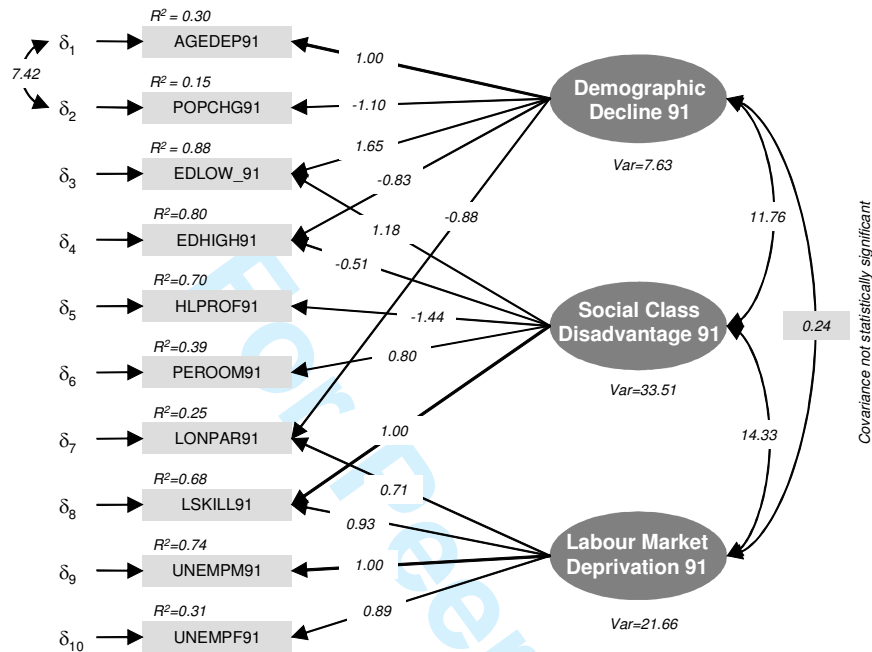 R² = 0.30
δ1
AGEDEP91
7.42
R² = 0.15
δ2
POPCHG91
R² = 0.88
δ3
EDLOW_91
R²=0.80
δ4
EDHIGH91
R²=0.70
δ5
HLPROF91
R²=0.39
δ6
PEROOM91
R²=0.25
δ7
LONPAR91
R²=0.68
δ8
LSKILL91
R²=0.74
δ9
UNEMPM91
R²=0.31
δ10
UNEMPF91
1.00
-1.10
1.65
-0.83
-0.88
1.18
-0.51
-1.44
0.80
1.00
0.71
0.93
1.00
0.89
Demographic
Decline 91
Var=7.63
Social Class
Disadvantage 91
Var=33.51
Labour Market
Deprivation 91
Var=21.66
11.76
0.24
14.33
Covariance not statistically significant
For Peer